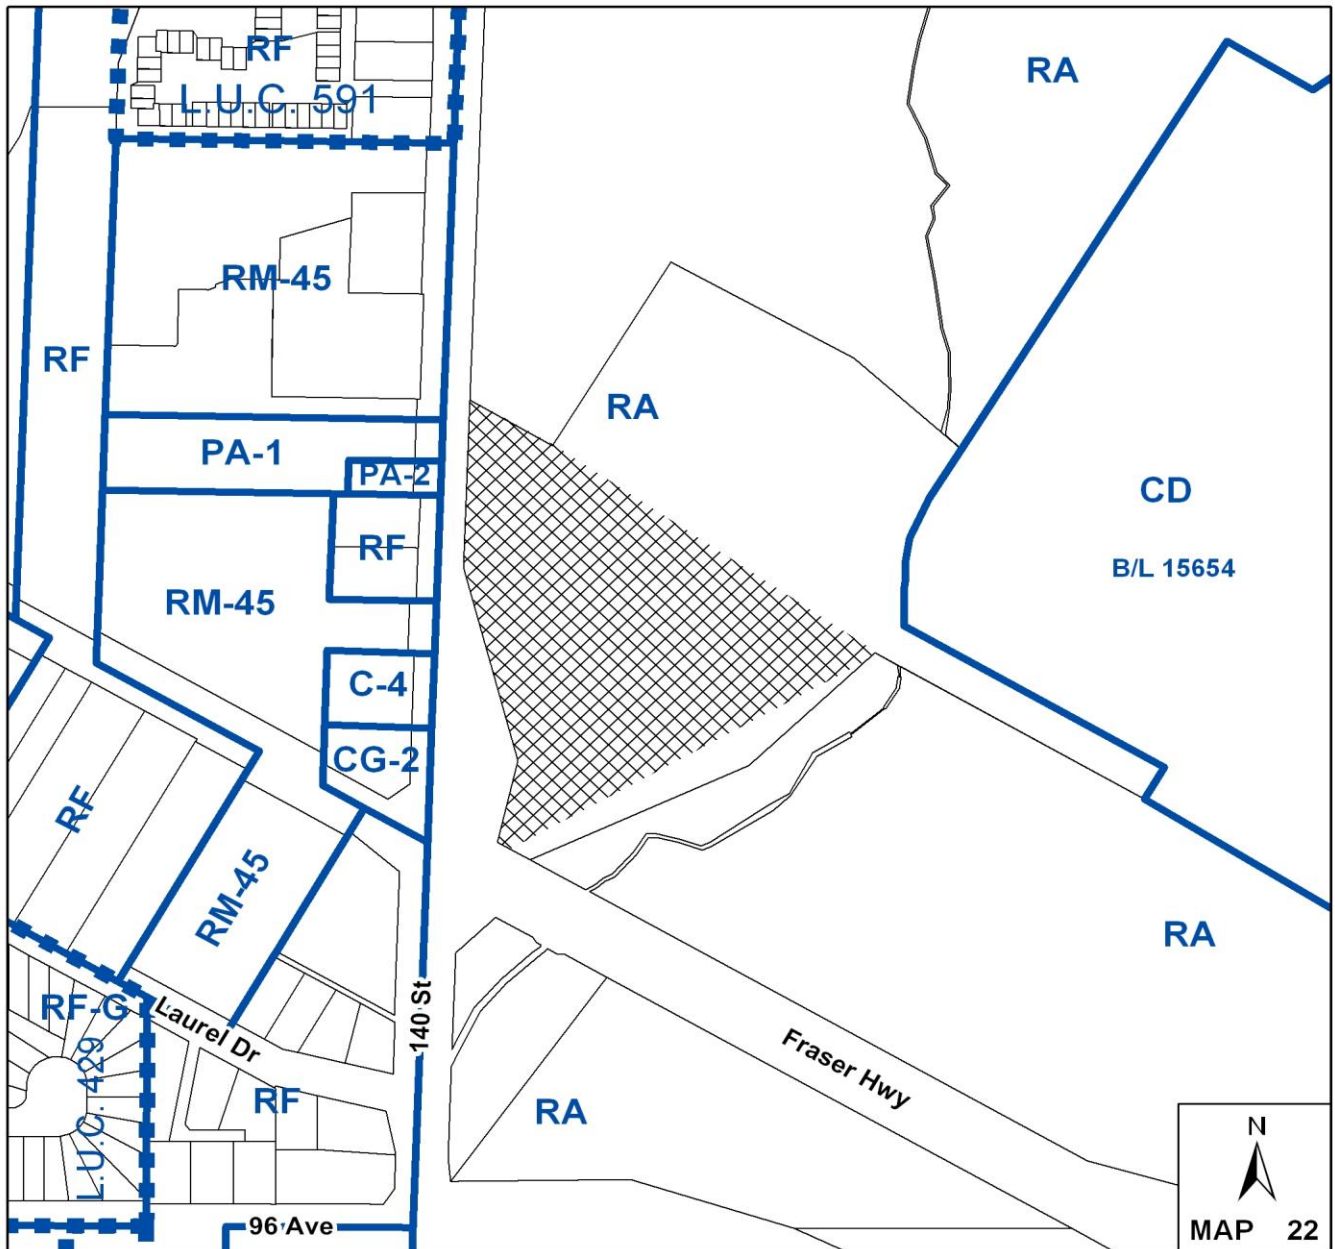 RF
L.U.C. 591
RA
RM-45
RF
RA
PA-1
PA-2
CD
RF
B/L 15654
RM-45
C-4
CG-2
RF
RM-45
RA
RF-G
Laurel Dr
140 St
L.U.C. 429
Fraser Hwy
RF
RA
N
96 Ave
MAP 22